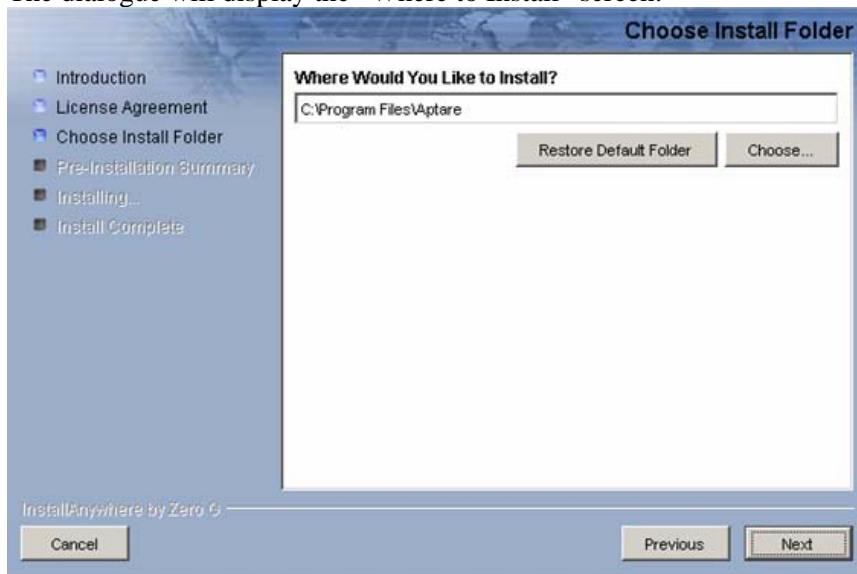 The dialogue will display the "Where to Install" screen.
Choose Install Folder
Introduction
License Agreement
Choose Install Folder
Pre-Installation Summary
Installing...
Install Complete
Where Would You Like to Install?
C:\Program Files\Aptare
Restore Default Folder
Choose...
InstallAnywhere by Zero G
Cancel
Previous
Next